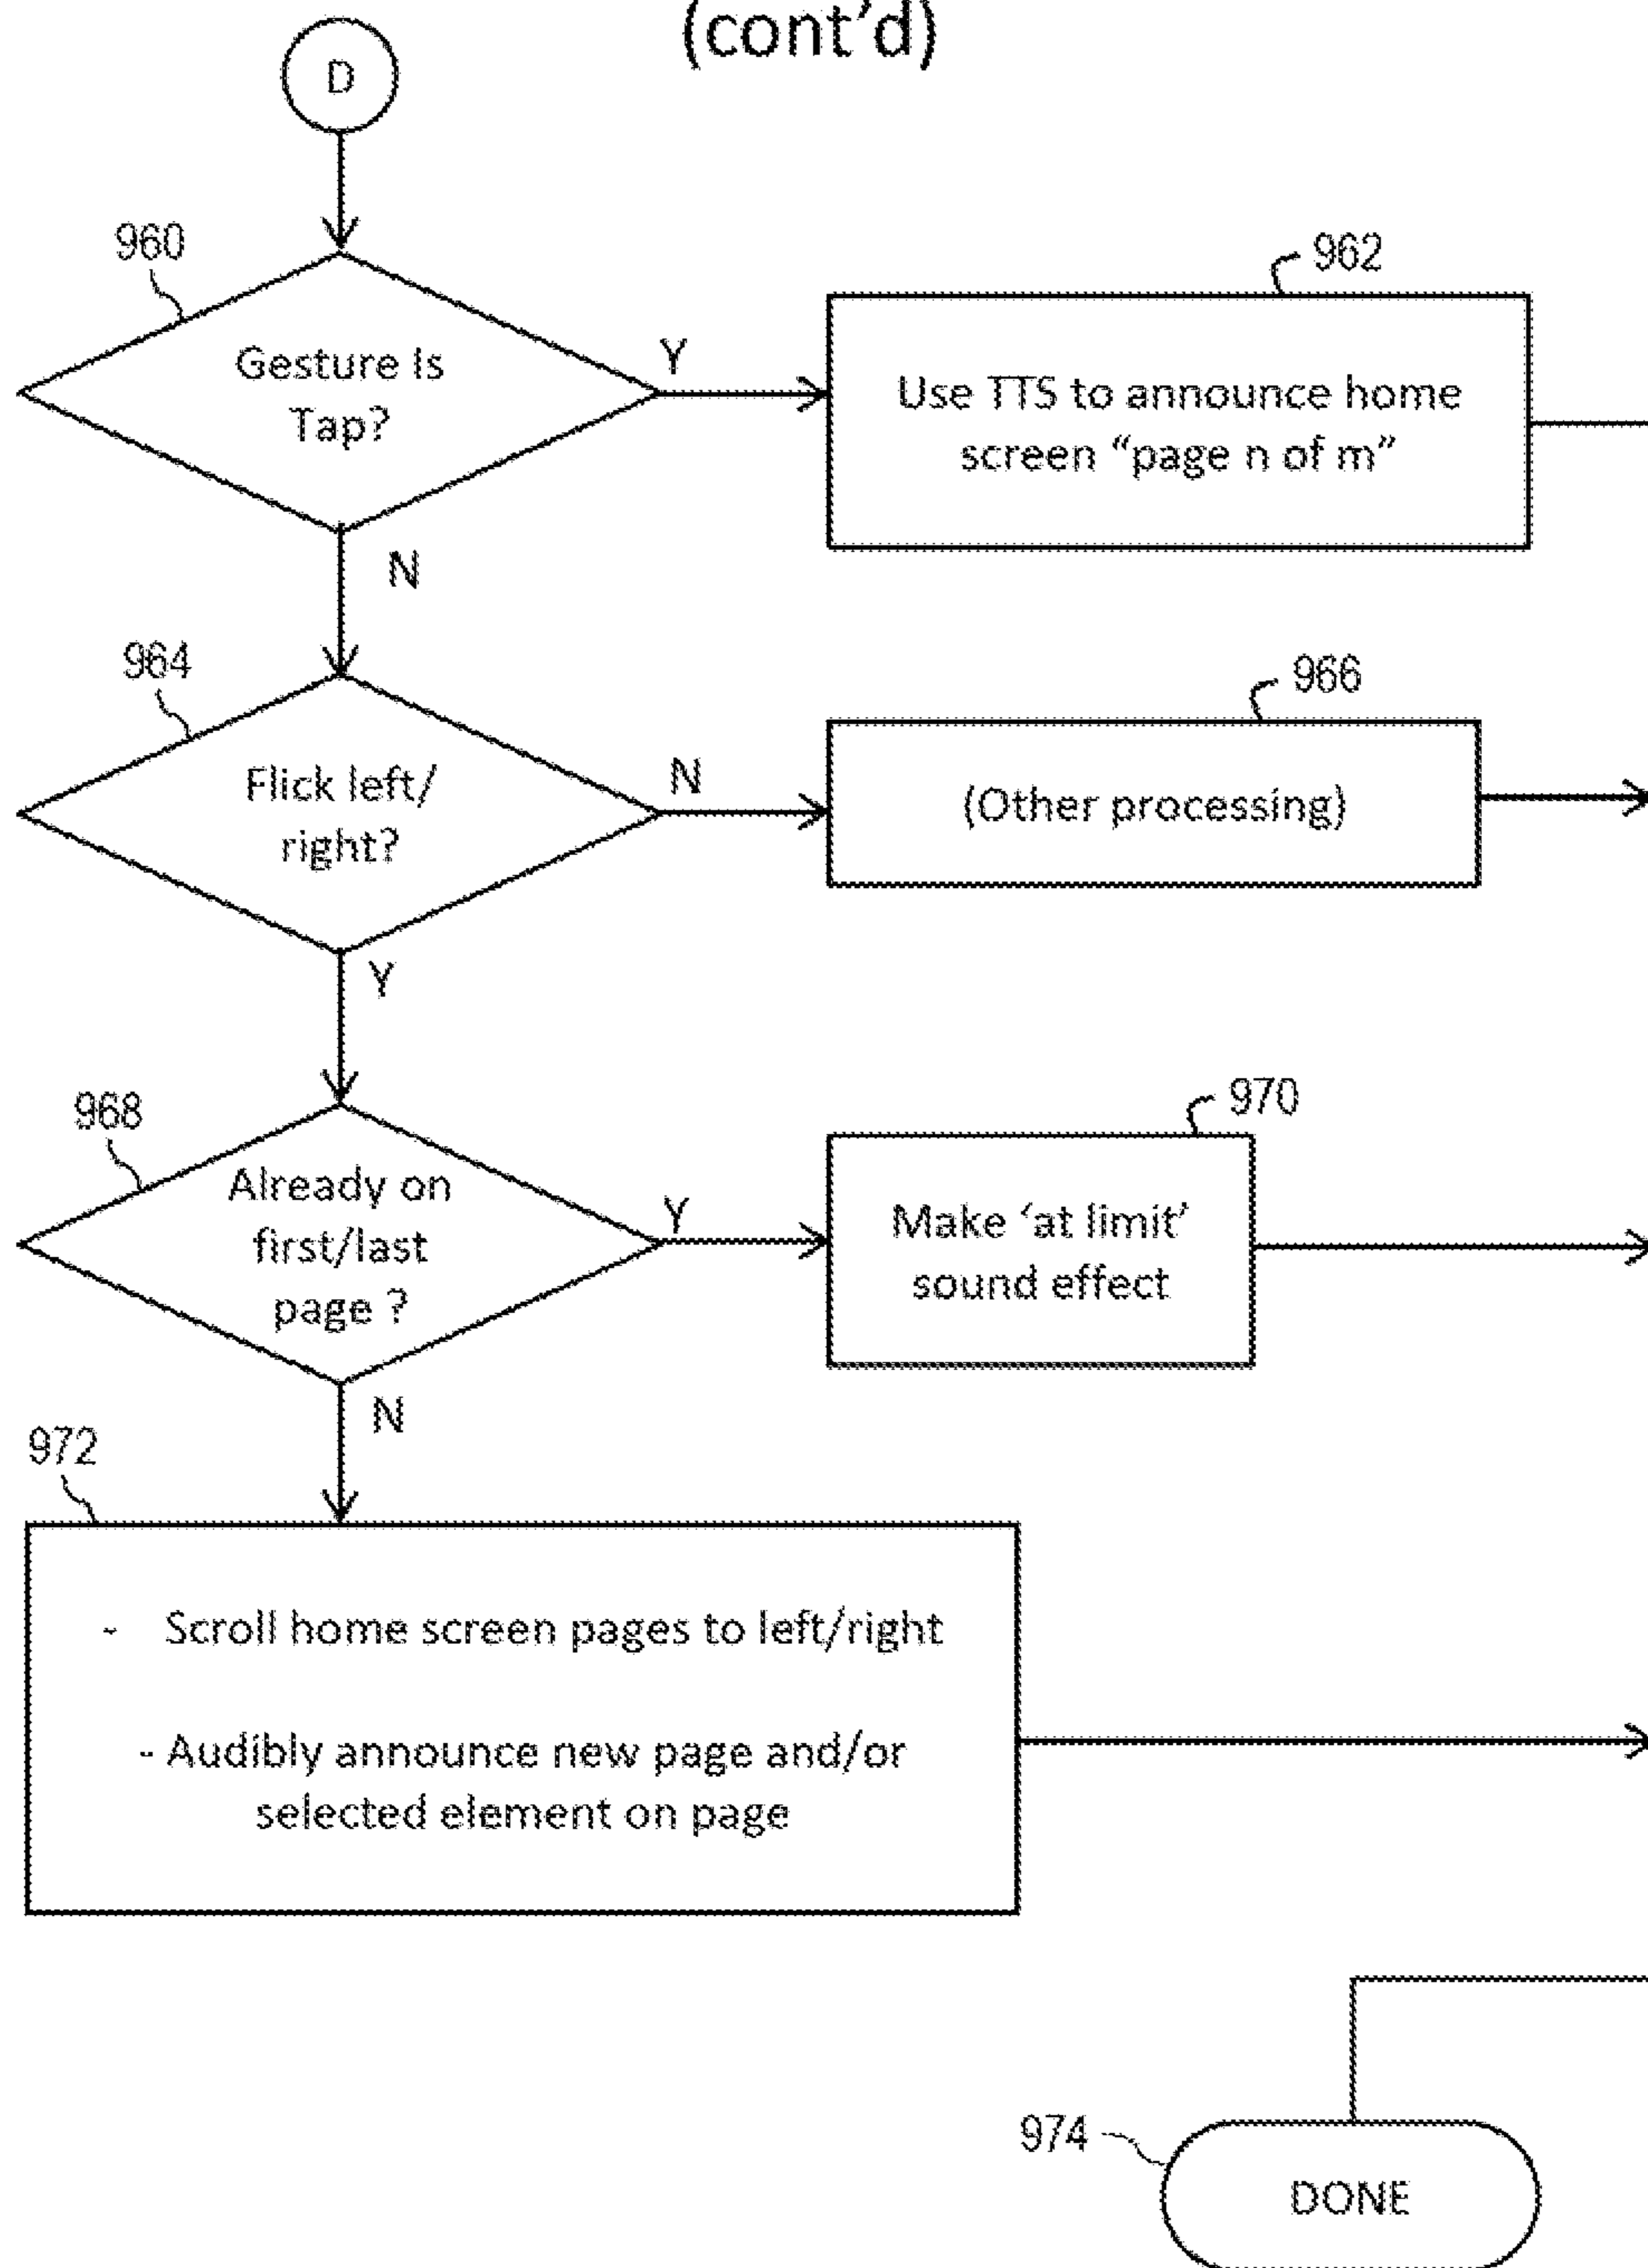 (cont'd)
D
960
Gesture Is
Tap?
Y
962
Use TTS to announce home
screen “page n of m”
N
964
Flick left/
right?
N
966
(Other processing)
Y
968
Already on
first/last
page ?
Y
970
Make ‘at limit’
sound effect
N
972
- Scroll home screen pages to left/right
- Audibly announce new page and/or
selected element on page
974
DONE